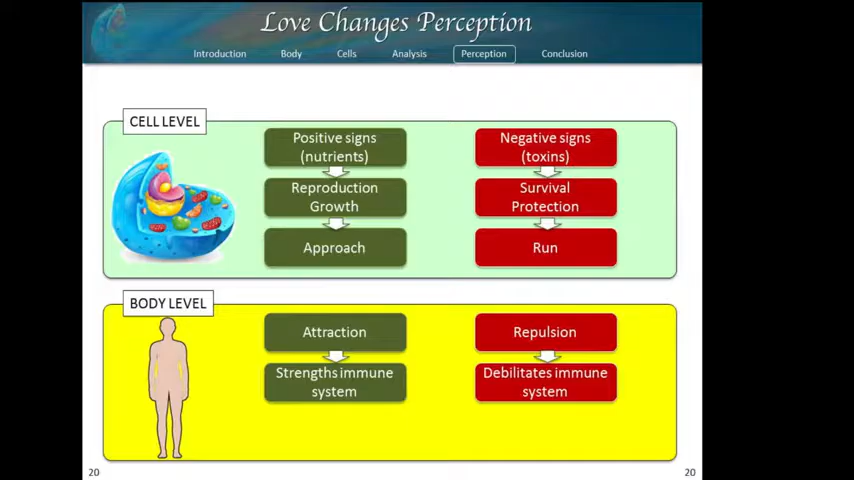 Love Changes Perception
Introduction Body Cells Analysis Perception Conclusion
CELL LEVEL
Positive signs
(nutrients)
Reproduction
Growth
Approach
Negative signs
(toxins)
Survival
Protection
Run
BODY LEVEL
Attraction
Strengths immune
system
Repulsion
Debilitates immune
system
20
20